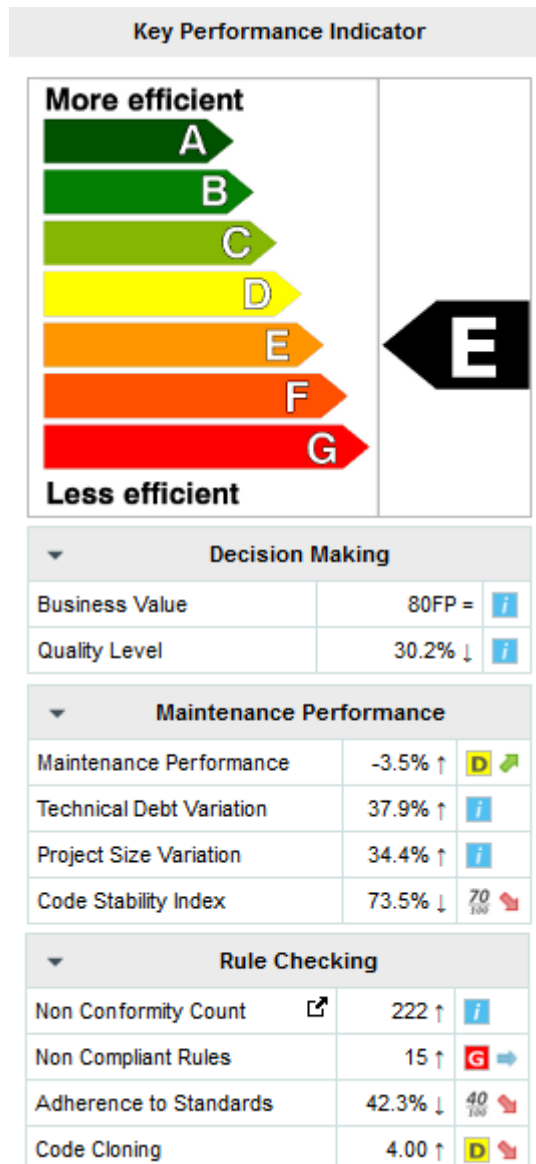 Key Performance Indicator
More efficient
A
B
C
D
E
E
F
G
Less efficient
Decision Making
Business Value 80FP = i
Quality Level 30.2% ↓ i
Maintenance Performance
Maintenance Performance -3.5% ↑ D
Technical Debt Variation 37.9% ↑ i
Project Size Variation 34.4% ↑ i
Code Stability Index 73.5% ↓ 70/100
Rule Checking
Non Conformity Count 222 ↑ i
Non Compliant Rules 15 ↑ G
Adherence to Standards 42.3% ↓ 40/100
Code Cloning 4.00 ↑ D